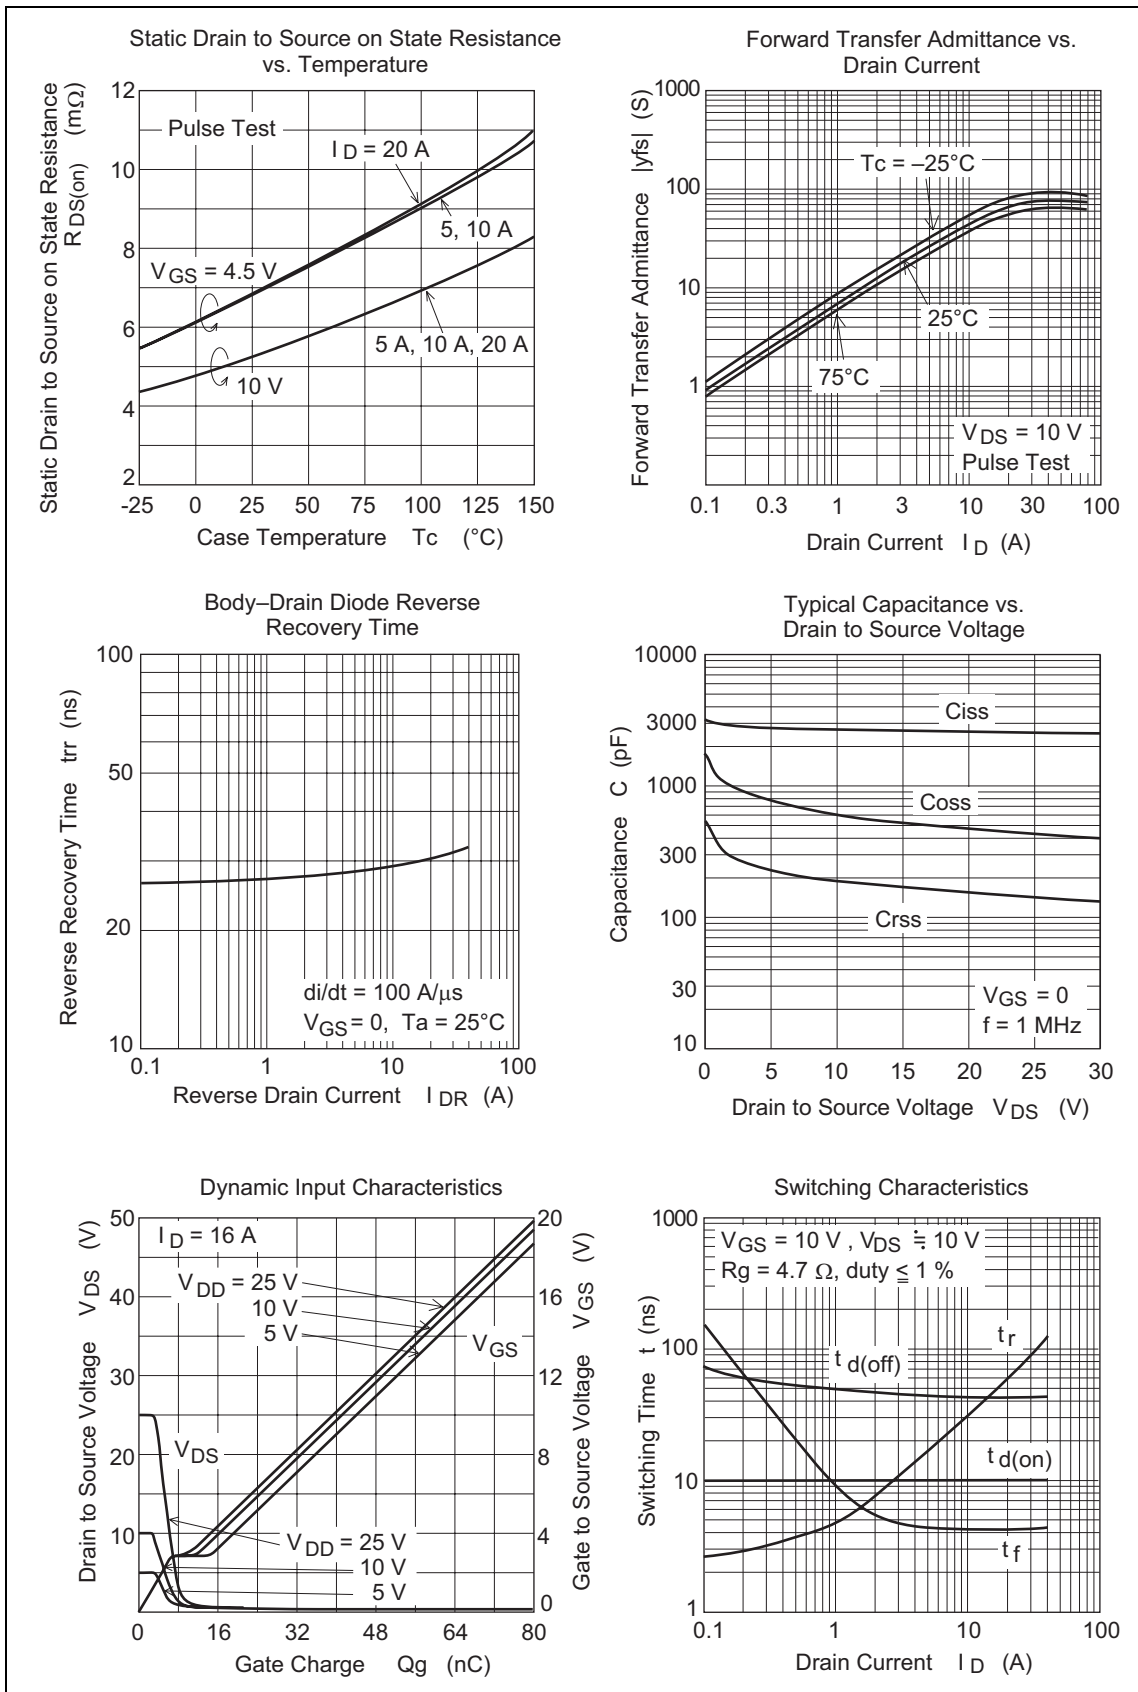 Static Drain to Source on State Resistance
vs. Temperature
Static Drain to Source on State Resistance
R DS(on) (mΩ)
12
10
8
6
4
2
Pulse Test
I D = 20 A
5, 10 A
V GS = 4.5 V
5 A, 10 A, 20 A
10 V
-25 0 25 50 75 100 125 150
Case Temperature Tc (°C)
Forward Transfer Admittance vs.
Drain Current
Forward Transfer Admittance |yfs| (S)
1000
100
10
1
Tc = –25°C
25°C
75°C
V DS = 10 V
Pulse Test
0.1 0.3 1 3 10 30 100
Drain Current I D (A)
Body–Drain Diode Reverse
Recovery Time
Reverse Recovery Time trr (ns)
100
50
20
10
di/dt = 100 A/μs
V GS = 0, Ta = 25°C
0.1 1 10 100
Reverse Drain Current I DR (A)
Typical Capacitance vs.
Drain to Source Voltage
Capacitance C (pF)
10000
3000
1000
300
100
30
10
Ciss
Coss
Crss
V GS = 0
f = 1 MHz
0 5 10 15 20 25 30
Drain to Source Voltage V DS (V)
Dynamic Input Characteristics
Drain to Source Voltage V DS (V)
50
40
30
20
10
0
I D = 16 A
V DD = 25 V
10 V
5 V
V GS
V DS
V DD = 25 V
10 V
5 V
20
16
12
8
4
0
Gate to Source Voltage V GS (V)
16 32 48 64 80
Gate Charge Qg (nC)
Switching Characteristics
Switching Time t (ns)
1000
100
10
1
V GS = 10 V , V DS ≒ 10 V
Rg = 4.7 Ω, duty ≦ 1 %
t r
t d(off)
t d(on)
t f
0.1 1 10 100
Drain Current I D (A)